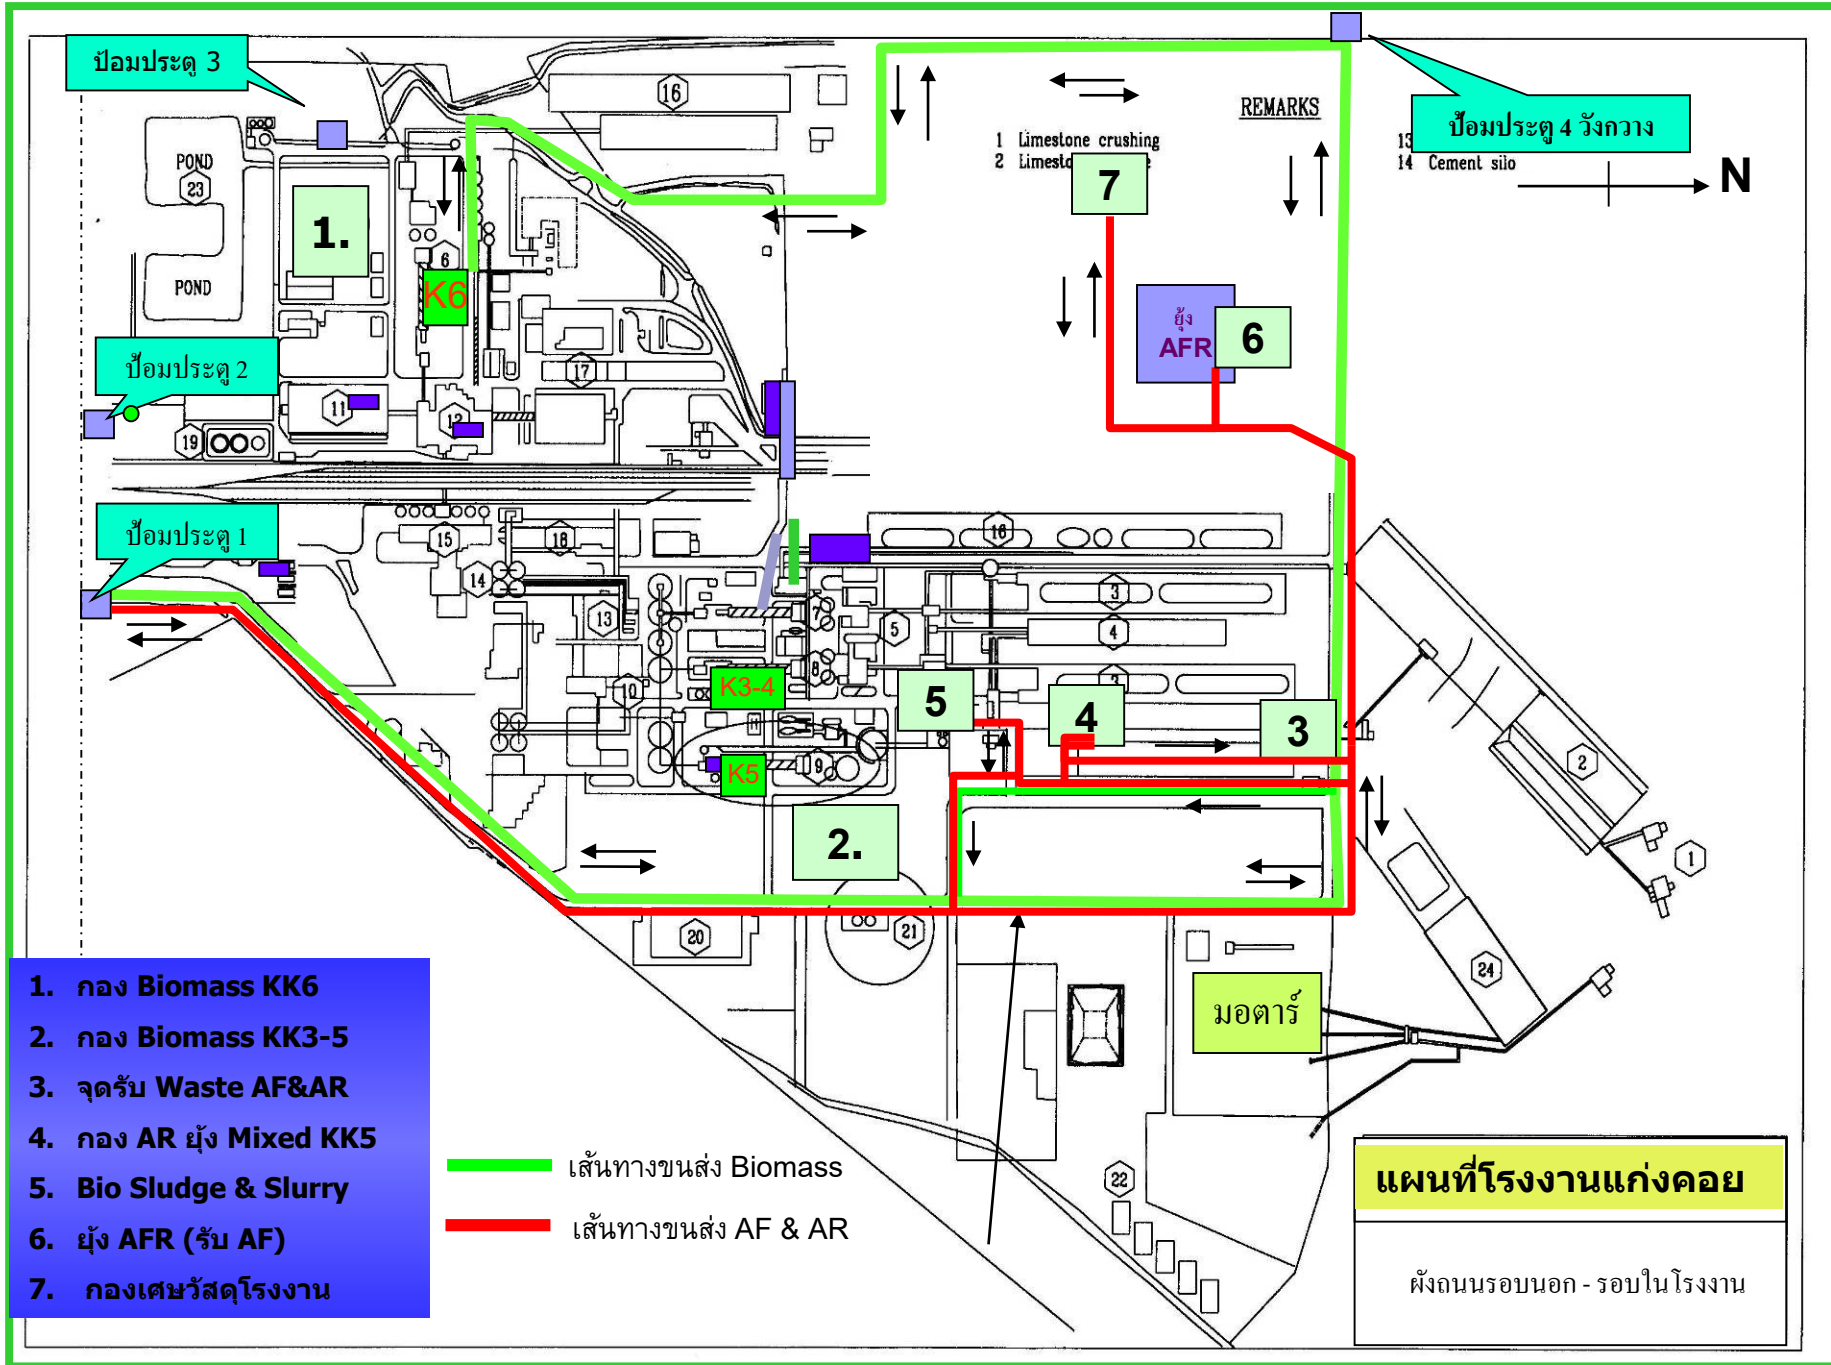 ป้อมประตู 3
16
REMARKS
1 Limestone crushing
2 Limesto
13
14 Cement silo
ป้อมประตู 4 วังกวาง
N
POND
23
POND
1.
6
K6
7
ยุ้ง
AFR
6
ป้อมประตู 2
17
11
12
19
ป้อมประตู 1
15
18
16
14
13
7
5
3
4
8
3
10
K3-4
5
4
3
K5
9
2
2.
1
20
21
24
มอตาร์
22
1. กอง Biomass KK6
2. กอง Biomass KK3-5
3. จุดรับ Waste AF&AR
4. กอง AR ยุ้ง Mixed KK5
5. Bio Sludge & Slurry
6. ยุ้ง AFR (รับ AF)
7. กองเศษวัสดุโรงงาน
เส้นทางขนส่ง Biomass
เส้นทางขนส่ง AF & AR
แผนที่โรงงานแก่งคอย
ผังถนนรอบนอก - รอบในโรงงาน